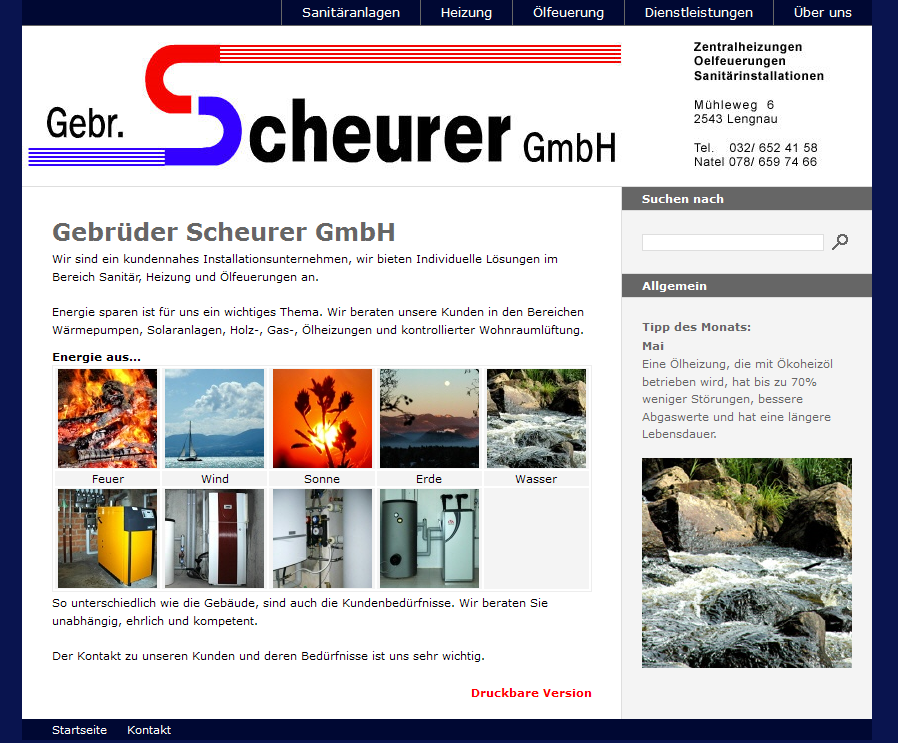 Sanitäranlagen Heizung Ölfeuerung Dienstleistungen Über uns
Gebr. Scheurer GmbH
Zentralheizungen
Oelfeuerungen
Sanitärinstallationen
Mühleweg 6
2543 Lengnau
Tel. 032/ 652 41 58
Natel 078/ 659 74 66
Gebrüder Scheurer GmbH
Wir sind ein kundennahes Installationsunternehmen, wir bieten Individuelle Lösungen im
Bereich Sanitär, Heizung und Ölfeuerungen an.
Energie sparen ist für uns ein wichtiges Thema. Wir beraten unsere Kunden in den Bereichen
Wärmepumpen, Solaranlagen, Holz-, Gas-, Ölheizungen und kontrollierter Wohnraumlüftung.
Energie aus...
Feuer Wind Sonne Erde Wasser
So unterschiedlich wie die Gebäude, sind auch die Kundenbedürfnisse. Wir beraten Sie
unabhängig, ehrlich und kompetent.
Der Kontakt zu unseren Kunden und deren Bedürfnisse ist uns sehr wichtig.
Druckbare Version
Suchen nach
Allgemein
Tipp des Monats:
Mai
Eine Ölheizung, die mit Ökoheizöl
betrieben wird, hat bis zu 70%
weniger Störungen, bessere
Abgaswerte und hat eine längere
Lebensdauer.
Startseite Kontakt